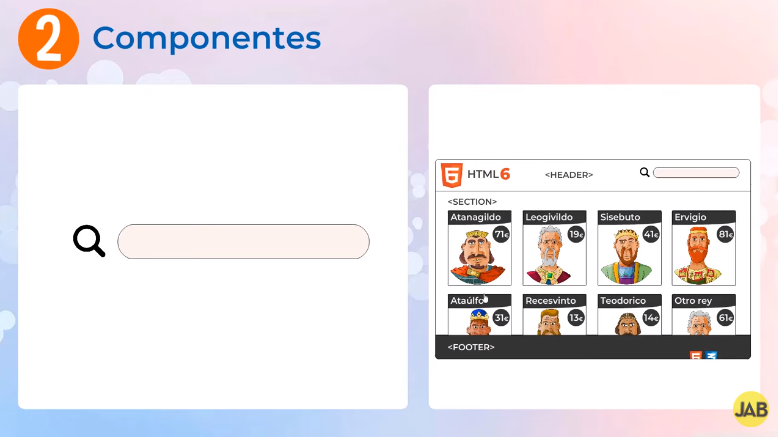 2 Componentes
HTML6 <HEADER>
<SECTION>
Atanagildo Leogivildo Sisebuto Ervigio
71€ 19€ 41€ 81€
Ataúlfo Recesvinto Teodorico Otro rey
31€ 13€ 14€ 61€
<FOOTER>
JAB